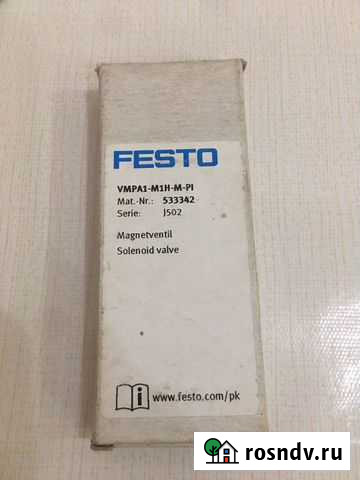 FESTO
VMPA1-M1H-M-PI
Mat.-Nr.: 533342
Serie: J502
Magnetventil
Solenoid valve
i www.festo.com/pk
rosndv.ru